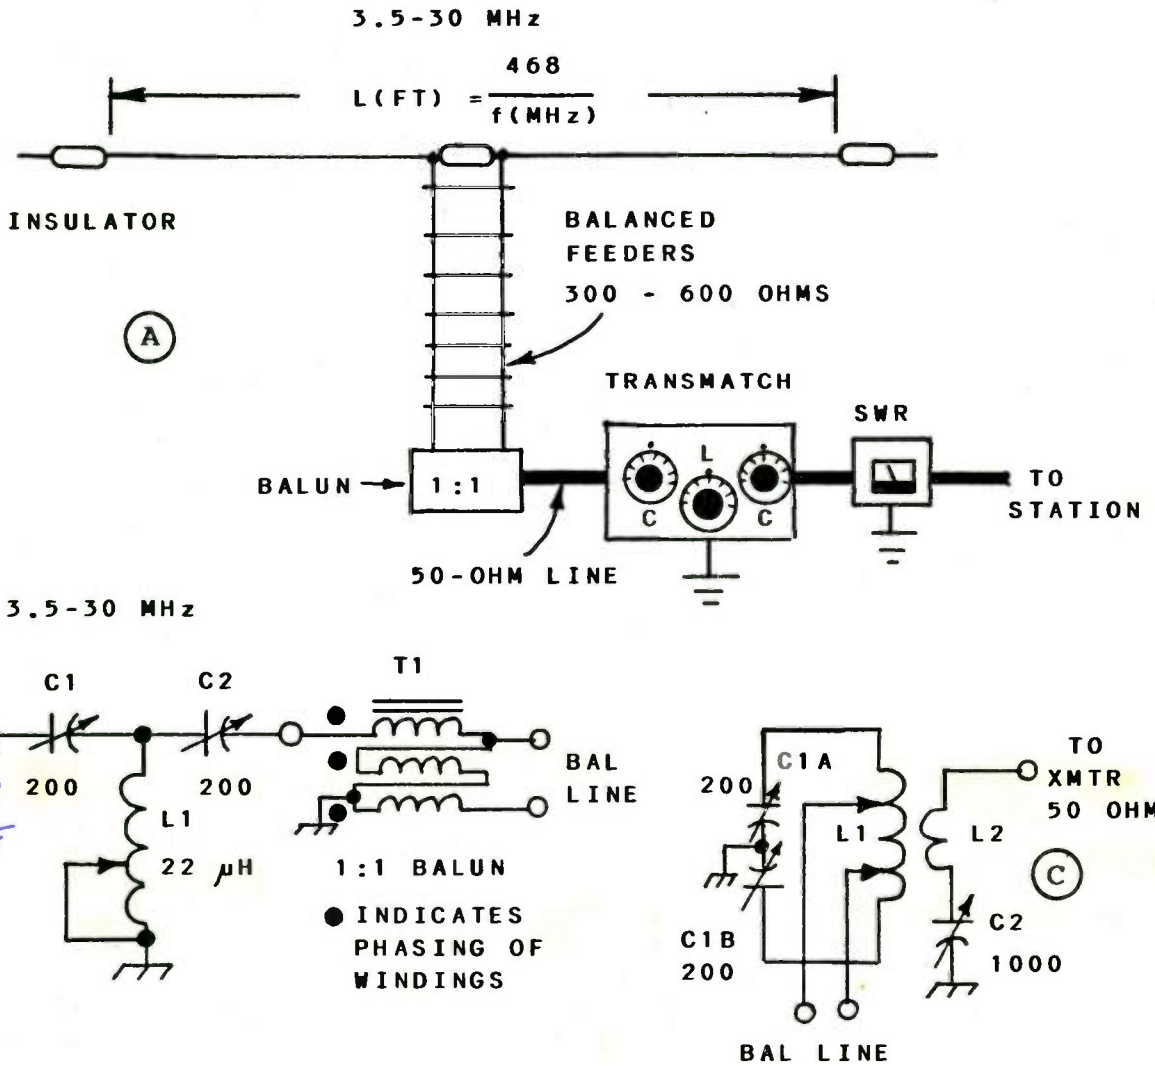 3.5-30 MHz
L(FT) = 468
f(MHz)
INSULATOR
BALANCED
FEEDERS
300 - 600 OHMS
A
TRANSMATCH
SWR
L
C
C
BALUN
1:1
TO
STATION
50-OHM LINE
3.5-30 MHz
C1
200
C2
200
L1
22 μH
T1
BAL
LINE
1:1 BALUN
INDICATES
PHASING OF
WINDINGS
C1A
200
C1B
200
L1
L2
TO
XMTR
50 OHM
C
C2
1000
BAL LINE